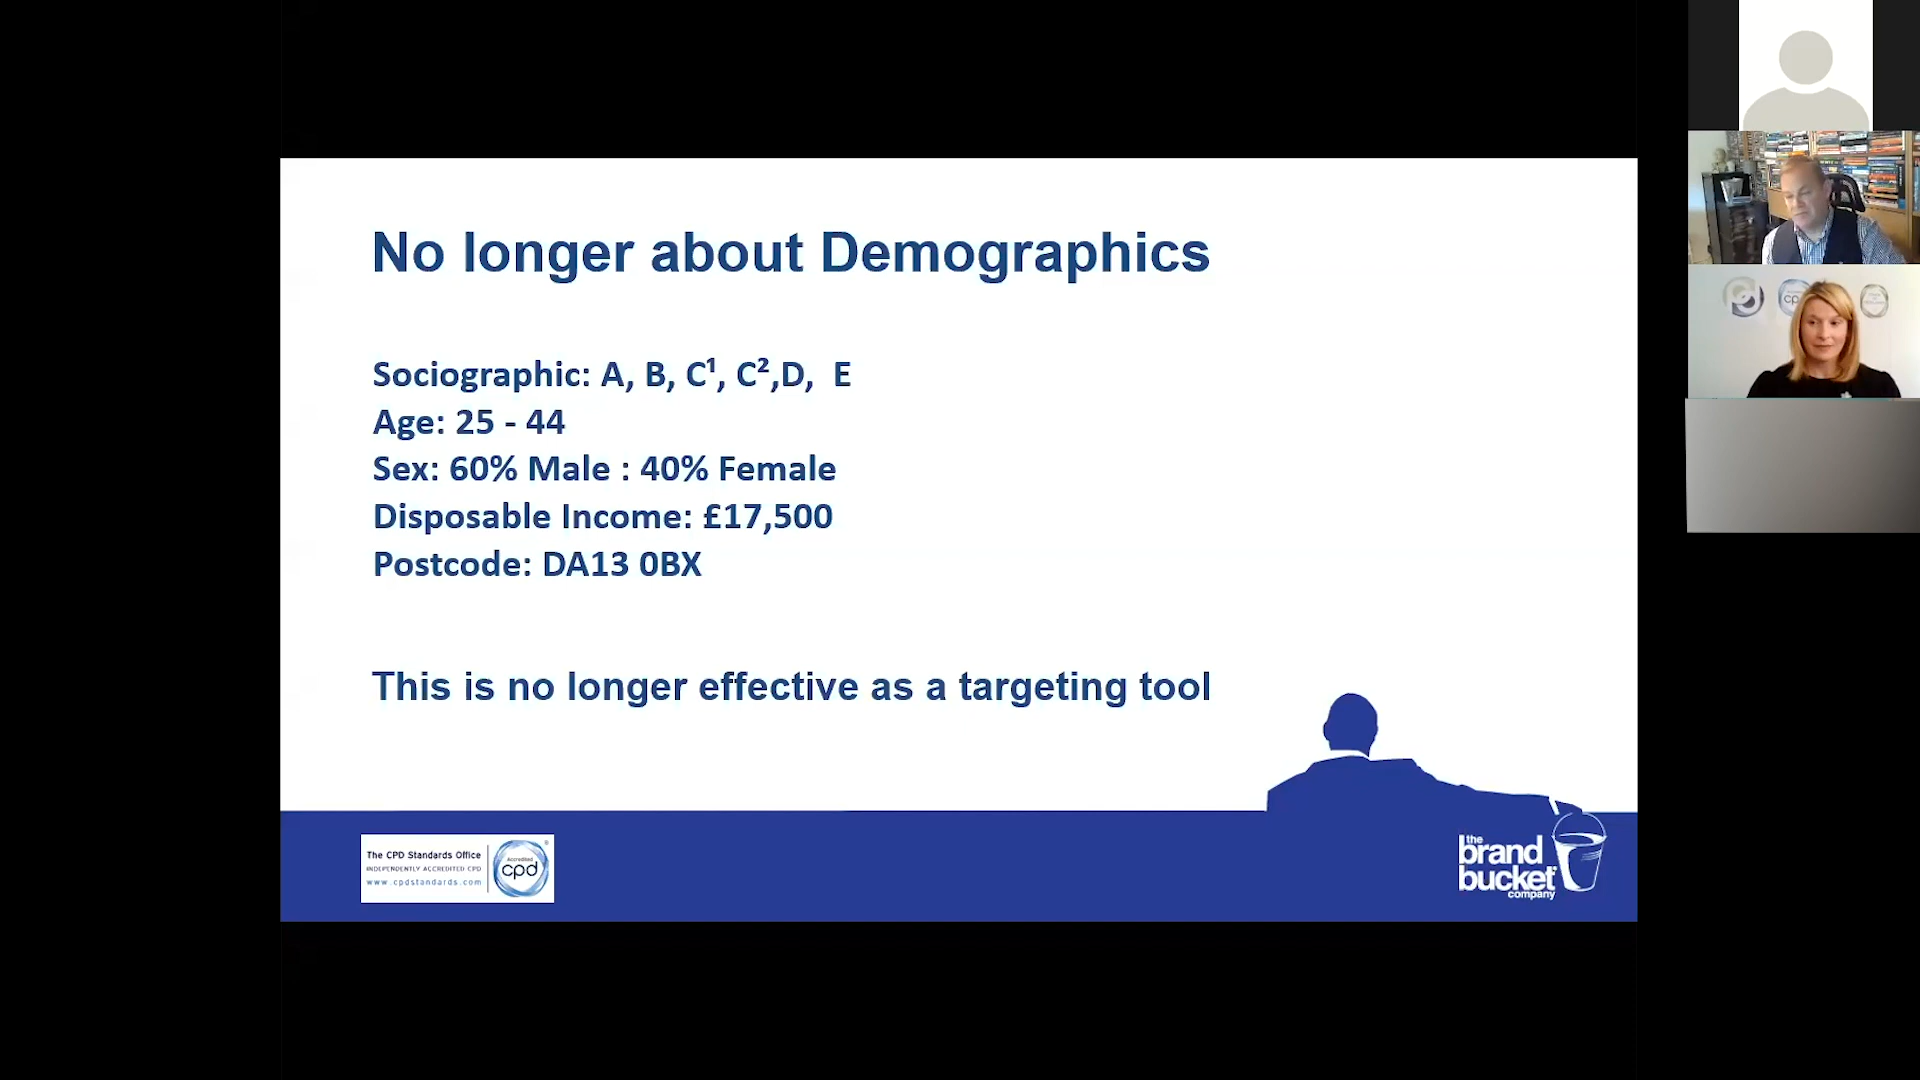 No longer about Demographics
Sociographic: A, B, C¹, C²,D, E
Age: 25 - 44
Sex: 60% Male : 40% Female
Disposable Income: £17,500
Postcode: DA13 0BX
This is no longer effective as a targeting tool
The CPD Standards Office
INDEPENDENTLY ACCREDITED CPD
www.cpdstandards.com
Accredited
cpd
the
brand
bucket
company
cp